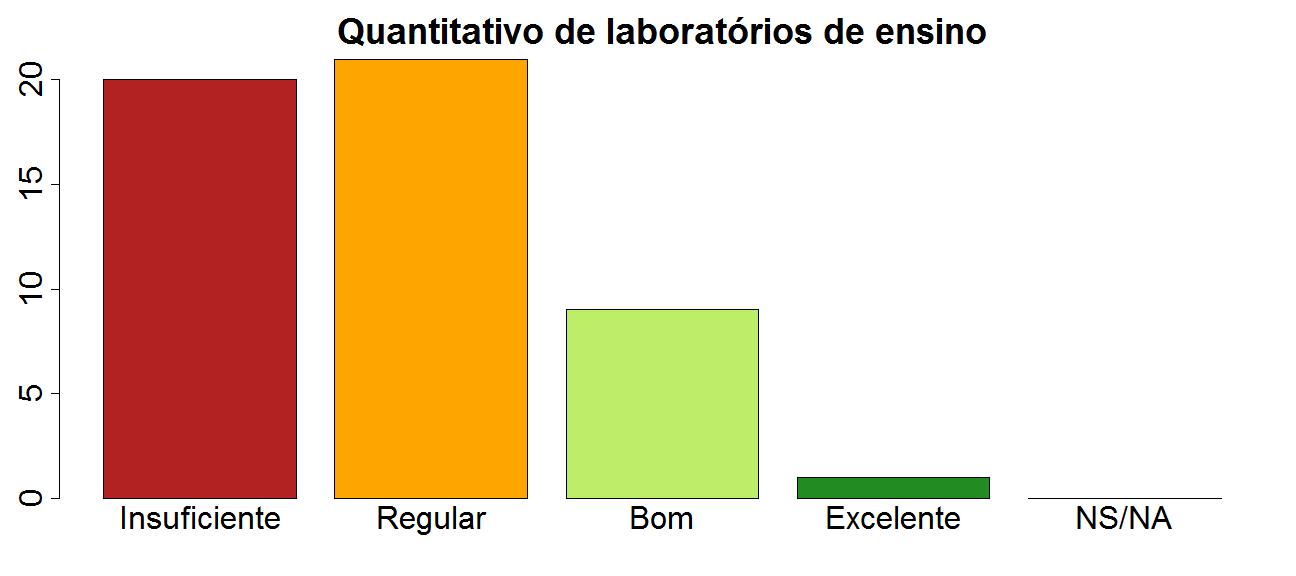 Quantitativo de laboratórios de ensino
20
15
10
5
0
Insuficiente Regular Bom Excelente NS/NA